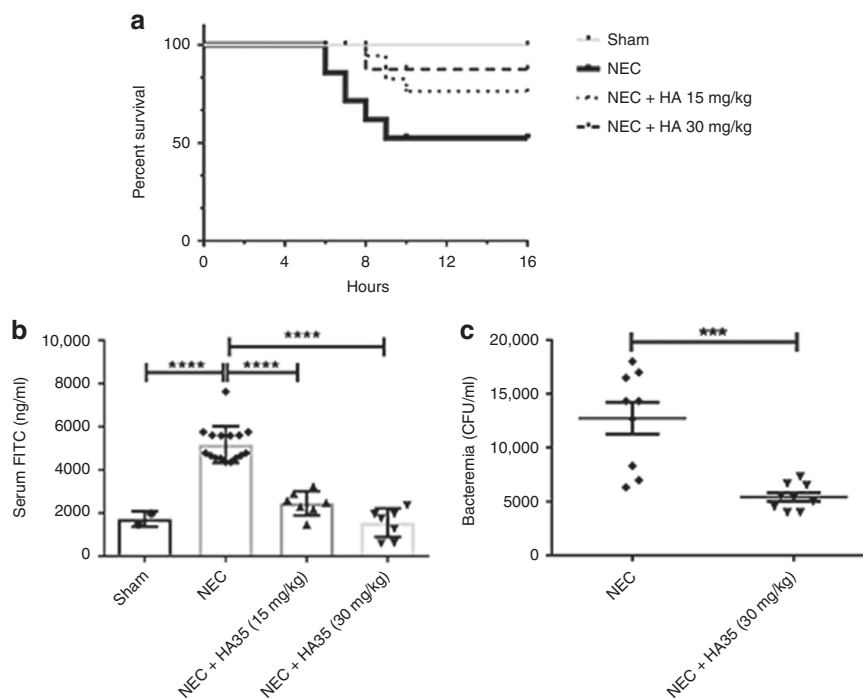 a
100
50
0
Percent survival
0
4
8
12
16
Hours
Sham
NEC
NEC + HA 15 mg/kg
NEC + HA 30 mg/kg
b
10,000
8000
6000
4000
2000
0
Serum FITC (ng/ml)
****
****
****
Sham
NEC
NEC + HA35 (15 mg/kg)
NEC + HA35 (30 mg/kg)
c
20,000
15,000
10,000
5000
0
Bacteremia (CFU/ml)
***
NEC
NEC + HA35 (30 mg/kg)